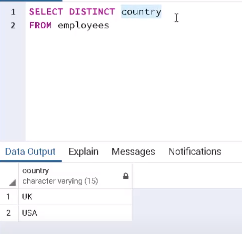 1 SELECT DISTINCT country
2 FROM employees
Data Output Explain Messages Notifications
country
character varying (15)
1 UK
2 USA